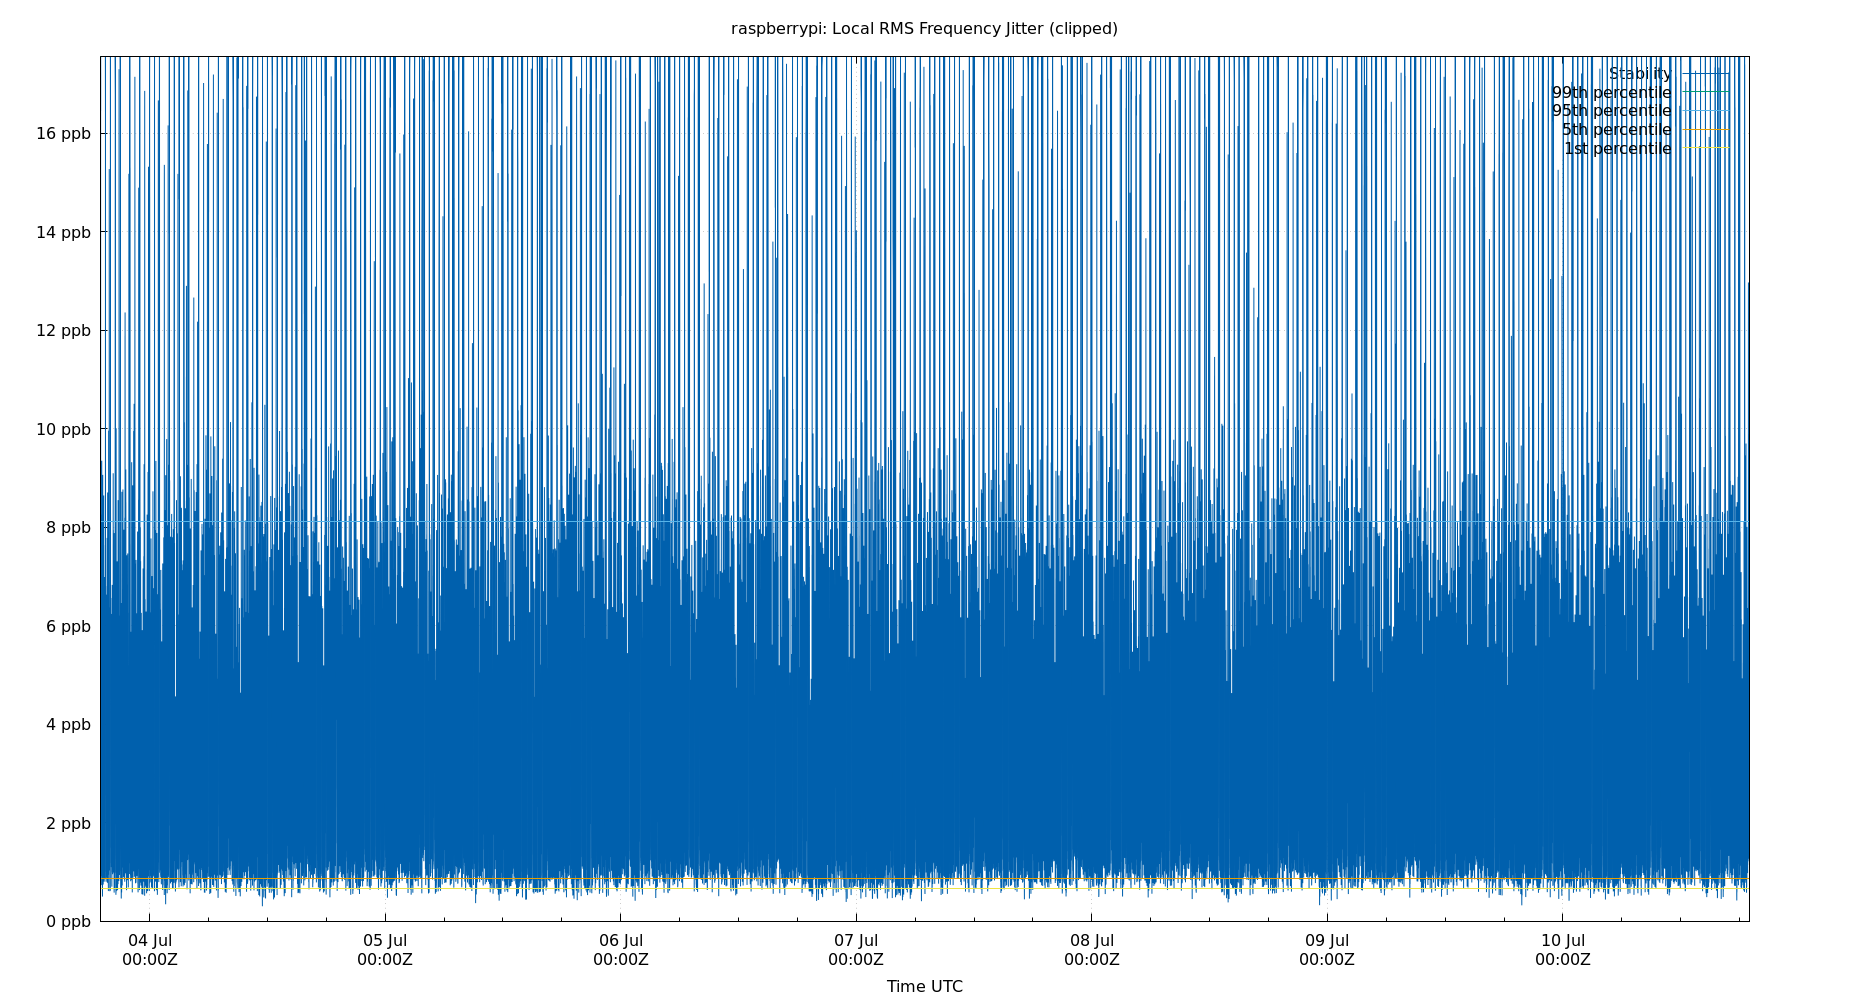 raspberrypi: Local RMS Frequency Jitter (clipped)
Stability
99th percentile
95th percentile
5th percentile
1st percentile
16 ppb
14 ppb
12 ppb
10 ppb
8 ppb
6 ppb
4 ppb
2 ppb
0 ppb
04 Jul 05 Jul 06 Jul 07 Jul 08 Jul 09 Jul 10 Jul
00:00Z 00:00Z 00:00Z 00:00Z 00:00Z 00:00Z 00:00Z
Time UTC